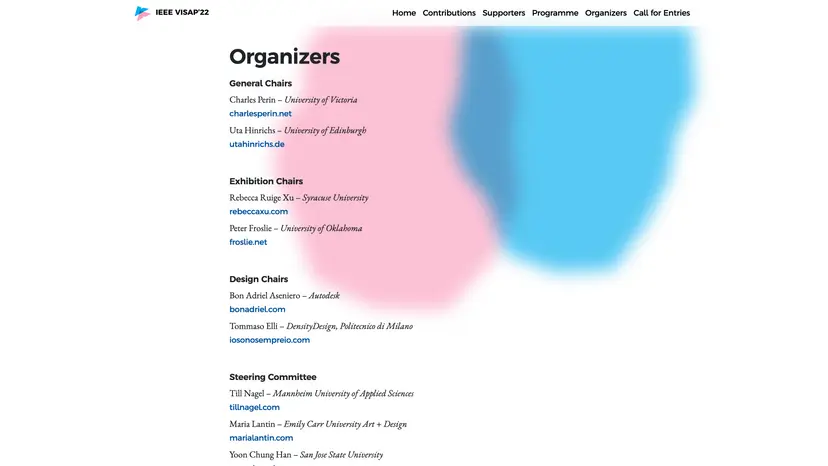 IEEE VISAP'22
Home Contributions Supporters Programme Organizers Call for Entries
Organizers
General Chairs
Charles Perin – University of Victoria
charlesperin.net
Uta Hinrichs – University of Edinburgh
utahinrichs.de
Exhibition Chairs
Rebecca Ruige Xu – Syracuse University
rebeccaxu.com
Peter Froslie – University of Oklahoma
froslie.net
Design Chairs
Bon Adriel Aseniero – Autodesk
bonadriel.com
Tommaso Elli – DensityDesign, Politecnico di Milano
iosonosempreio.com
Steering Committee
Till Nagel – Mannheim University of Applied Sciences
tillnagel.com
Maria Lantin – Emily Carr University Art + Design
marialantin.com
Yoon Chung Han – San Jose State University